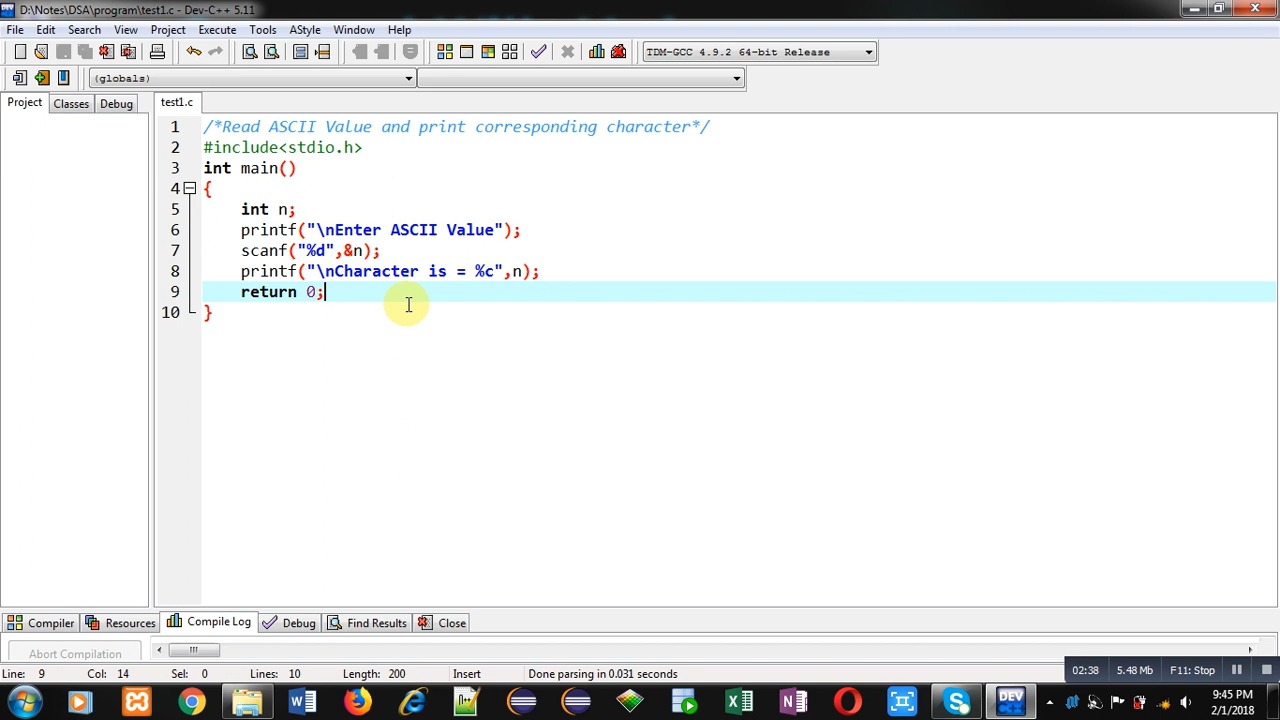 D:\Notes\DSA\program\test1.c - Dev-C++ 5.11
File Edit Search View Project Execute Tools AStyle Window Help
TDM-GCC 4.9.2 64-bit Release
(globals)
Project Classes Debug test1.c
1 /*Read ASCII Value and print corresponding character*/
2 #include<stdio.h>
3 int main()
4 {
5 int n;
6 printf("\nEnter ASCII Value");
7 scanf("%d",&n);
8 printf("\nCharacter is = %c",n);
9 return 0;
10 }
Compiler Resources Compile Log Debug Find Results Close
Abort Compilation
Line: 9 Col: 14 Sel: 0 Lines: 10 Length: 200 Insert Done parsing in 0.031 seconds
02:38 5.48 Mb F11: Stop
DEV
9:45 PM
2/1/2018